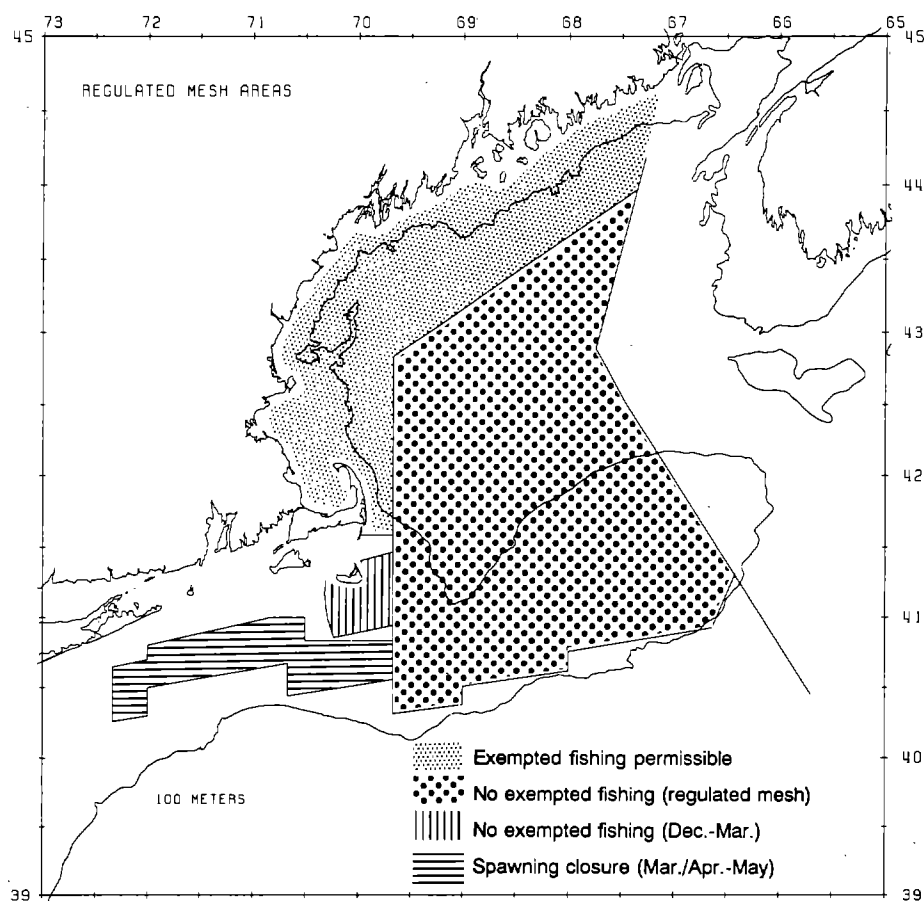 73 72 71 70 69 68 67 66 65
45 45
REGULATED MESH AREAS
44 44
43 43
42 42
41 41
40 40
Exempted fishing permissible
No exempted fishing (regulated mesh)
100 METERS
No exempted fishing (Dec.-Mar.)
Spawning closure (Mar./Apr.-May)
39 39